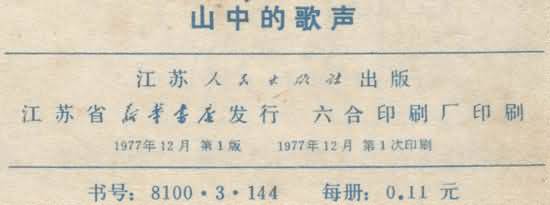 山中的歌声
江苏人民出版社出版
江苏省新华书店发行 六合印刷厂印刷
1977年12月 第1版 1977年12月 第1次印刷
书号：8100·3·144 每册：0.11 元